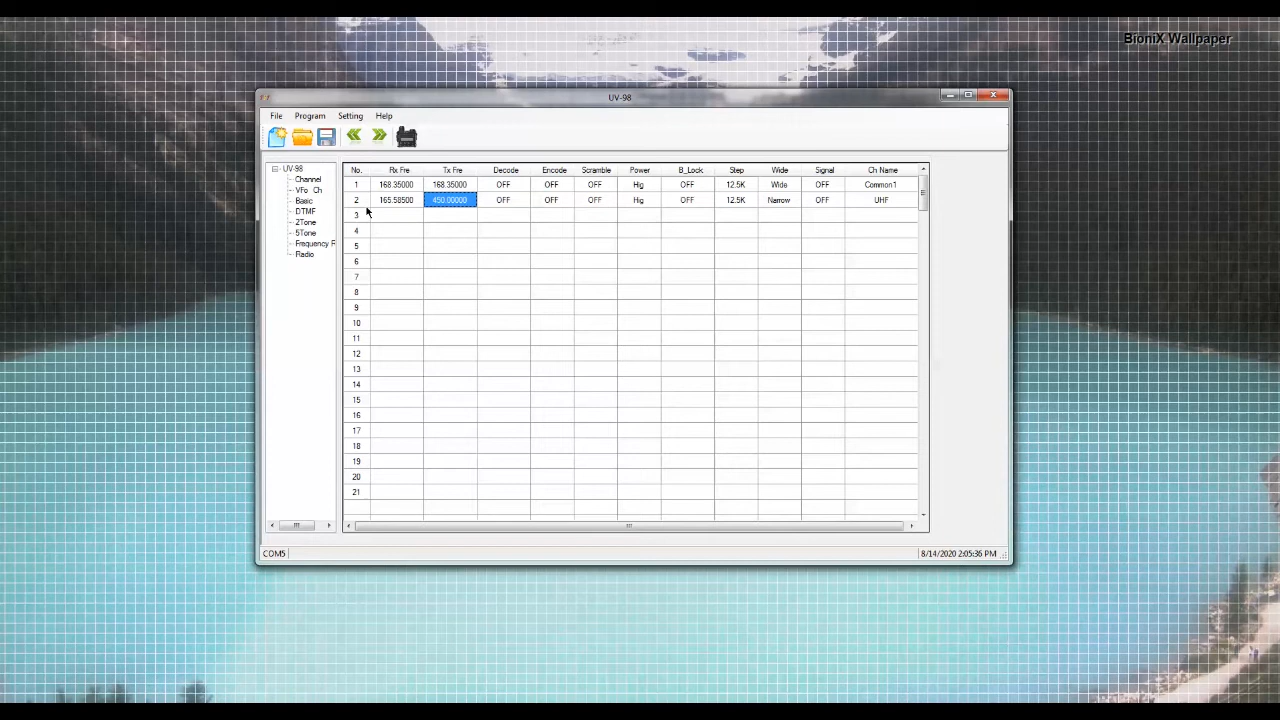 BioniX Wallpaper
UV-98
File Program Setting Help
UV-98
Channel
VFo Ch
Basic
DTMF
2Tone
5Tone
Frequency R
Radio
No. Rx Fre Tx Fre Decode Encode Scramble Power B_Lock Step Wide Signal Ch Name
1 168.35000 168.35000 OFF OFF OFF Hig OFF 12.5K Wide OFF Common1
2 165.58500 450.00000 OFF OFF OFF Hig OFF 12.5K Narrow OFF UHF
3
4
5
6
7
8
9
10
11
12
13
14
15
16
17
18
19
20
21
COM5 8/14/2020 2:05:36 PM